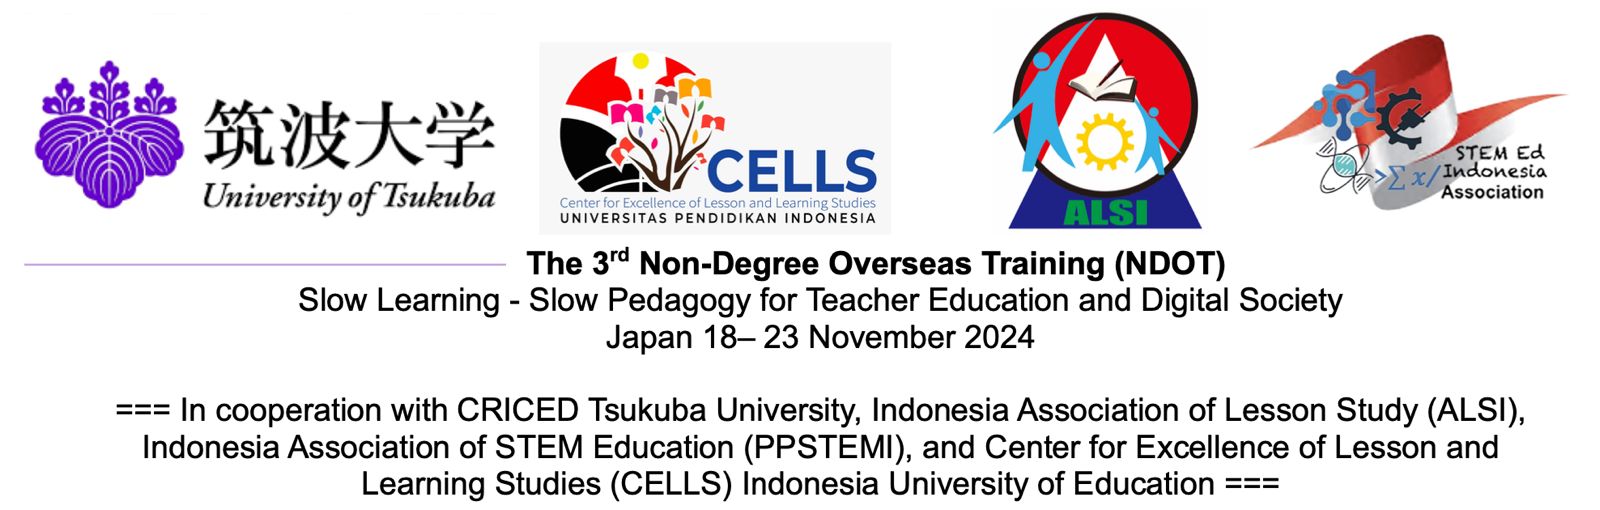 筑波大学
University of Tsukuba
CELLS
Center for Excellence of Lesson and Learning Studies
UNIVERSITAS PENDIDIKAN INDONESIA
ALSI
STEM Ed
Indonesia
Association
>Σx/
The 3rd Non-Degree Overseas Training (NDOT)
Slow Learning - Slow Pedagogy for Teacher Education and Digital Society
Japan 18– 23 November 2024
=== In cooperation with CRICED Tsukuba University, Indonesia Association of Lesson Study (ALSI),
Indonesia Association of STEM Education (PPSTEMI), and Center for Excellence of Lesson and
Learning Studies (CELLS) Indonesia University of Education ===